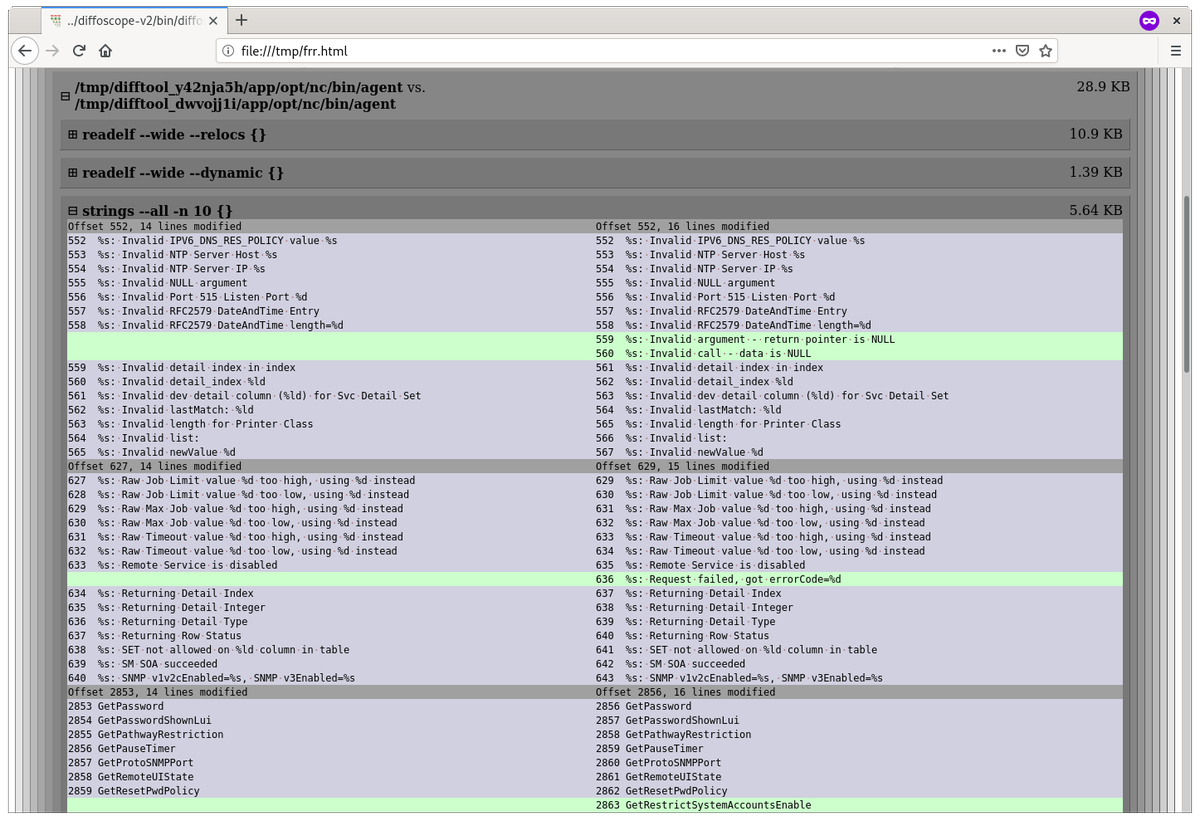 ../diffoscope-v2/bin/diffo
file:///tmp/frr.html
/tmp/difftool_y42nja5h/app/opt/nc/bin/agent vs. 28.9 KB
/tmp/difftool_dwvojj1i/app/opt/nc/bin/agent
readelf --wide --relocs {} 10.9 KB
readelf --wide --dynamic {} 1.39 KB
strings --all -n 10 {} 5.64 KB
Offset 552, 14 lines modified Offset 552, 16 lines modified
552 %s:·Invalid·IPV6_DNS_RES_POLICY·value·%s 552 %s:·Invalid·IPV6_DNS_RES_POLICY·value·%s
553 %s:·Invalid·NTP·Server·Host·%s 553 %s:·Invalid·NTP·Server·Host·%s
554 %s:·Invalid·NTP·Server·IP·%s 554 %s:·Invalid·NTP·Server·IP·%s
555 %s:·Invalid·NULL·argument 555 %s:·Invalid·NULL·argument
556 %s:·Invalid·Port·515·Listen·Port·%d 556 %s:·Invalid·Port·515·Listen·Port·%d
557 %s:·Invalid·RFC2579·DateAndTime·Entry 557 %s:·Invalid·RFC2579·DateAndTime·Entry
558 %s:·Invalid·RFC2579·DateAndTime·length=%d 558 %s:·Invalid·RFC2579·DateAndTime·length=%d
559 %s:·Invalid·argument·-·return·pointer·is·NULL
560 %s:·Invalid·call·-·data·is·NULL
559 %s:·Invalid·detail·index·in·index 561 %s:·Invalid·detail·index·in·index
560 %s:·Invalid·detail_index·%ld 562 %s:·Invalid·detail_index·%ld
561 %s:·Invalid·dev·detail·column·(%ld)·for·Svc·Detail·Set 563 %s:·Invalid·dev·detail·column·(%ld)·for·Svc·Detail·Set
562 %s:·Invalid·lastMatch:·%ld 564 %s:·Invalid·lastMatch:·%ld
563 %s:·Invalid·length·for·Printer·Class 565 %s:·Invalid·length·for·Printer·Class
564 %s:·Invalid·list: 566 %s:·Invalid·list:
565 %s:·Invalid·newValue·%d 567 %s:·Invalid·newValue·%d
Offset 627, 14 lines modified Offset 629, 15 lines modified
627 %s:·Raw·Job·Limit·value·%d·too·high,·using·%d·instead 629 %s:·Raw·Job·Limit·value·%d·too·high,·using·%d·instead
628 %s:·Raw·Job·Limit·value·%d·too·low,·using·%d·instead 630 %s:·Raw·Job·Limit·value·%d·too·low,·using·%d·instead
629 %s:·Raw·Max·Job·value·%d·too·high,·using·%d·instead 631 %s:·Raw·Max·Job·value·%d·too·high,·using·%d·instead
630 %s:·Raw·Max·Job·value·%d·too·low,·using·%d·instead 632 %s:·Raw·Max·Job·value·%d·too·low,·using·%d·instead
631 %s:·Raw·Timeout·value·%d·too·high,·using·%d·instead 633 %s:·Raw·Timeout·value·%d·too·high,·using·%d·instead
632 %s:·Raw·Timeout·value·%d·too·low,·using·%d·instead 634 %s:·Raw·Timeout·value·%d·too·low,·using·%d·instead
633 %s:·Remote·Service·is·disabled 635 %s:·Remote·Service·is·disabled
636 %s:·Request·failed,·got·errorCode=%d
634 %s:·Returning·Detail·Index 637 %s:·Returning·Detail·Index
635 %s:·Returning·Detail·Integer 638 %s:·Returning·Detail·Integer
636 %s:·Returning·Detail·Type 639 %s:·Returning·Detail·Type
637 %s:·Returning·Row·Status 640 %s:·Returning·Row·Status
638 %s:·SET·not·allowed·on·%ld·column·in·table 641 %s:·SET·not·allowed·on·%ld·column·in·table
639 %s:·SM·SOA·succeeded 642 %s:·SM·SOA·succeeded
640 %s:·SNMP·v1v2cEnabled=%s,·SNMP·v3Enabled=%s 643 %s:·SNMP·v1v2cEnabled=%s,·SNMP·v3Enabled=%s
Offset 2853, 14 lines modified Offset 2856, 16 lines modified
2853 GetPassword 2856 GetPassword
2854 GetPasswordShownLui 2857 GetPasswordShownLui
2855 GetPathwayRestriction 2858 GetPathwayRestriction
2856 GetPauseTimer 2859 GetPauseTimer
2857 GetProtoSNMPPort 2860 GetProtoSNMPPort
2858 GetRemoteUIState 2861 GetRemoteUIState
2859 GetResetPwdPolicy 2862 GetResetPwdPolicy
2863 GetRestrictSystemAccountsEnable